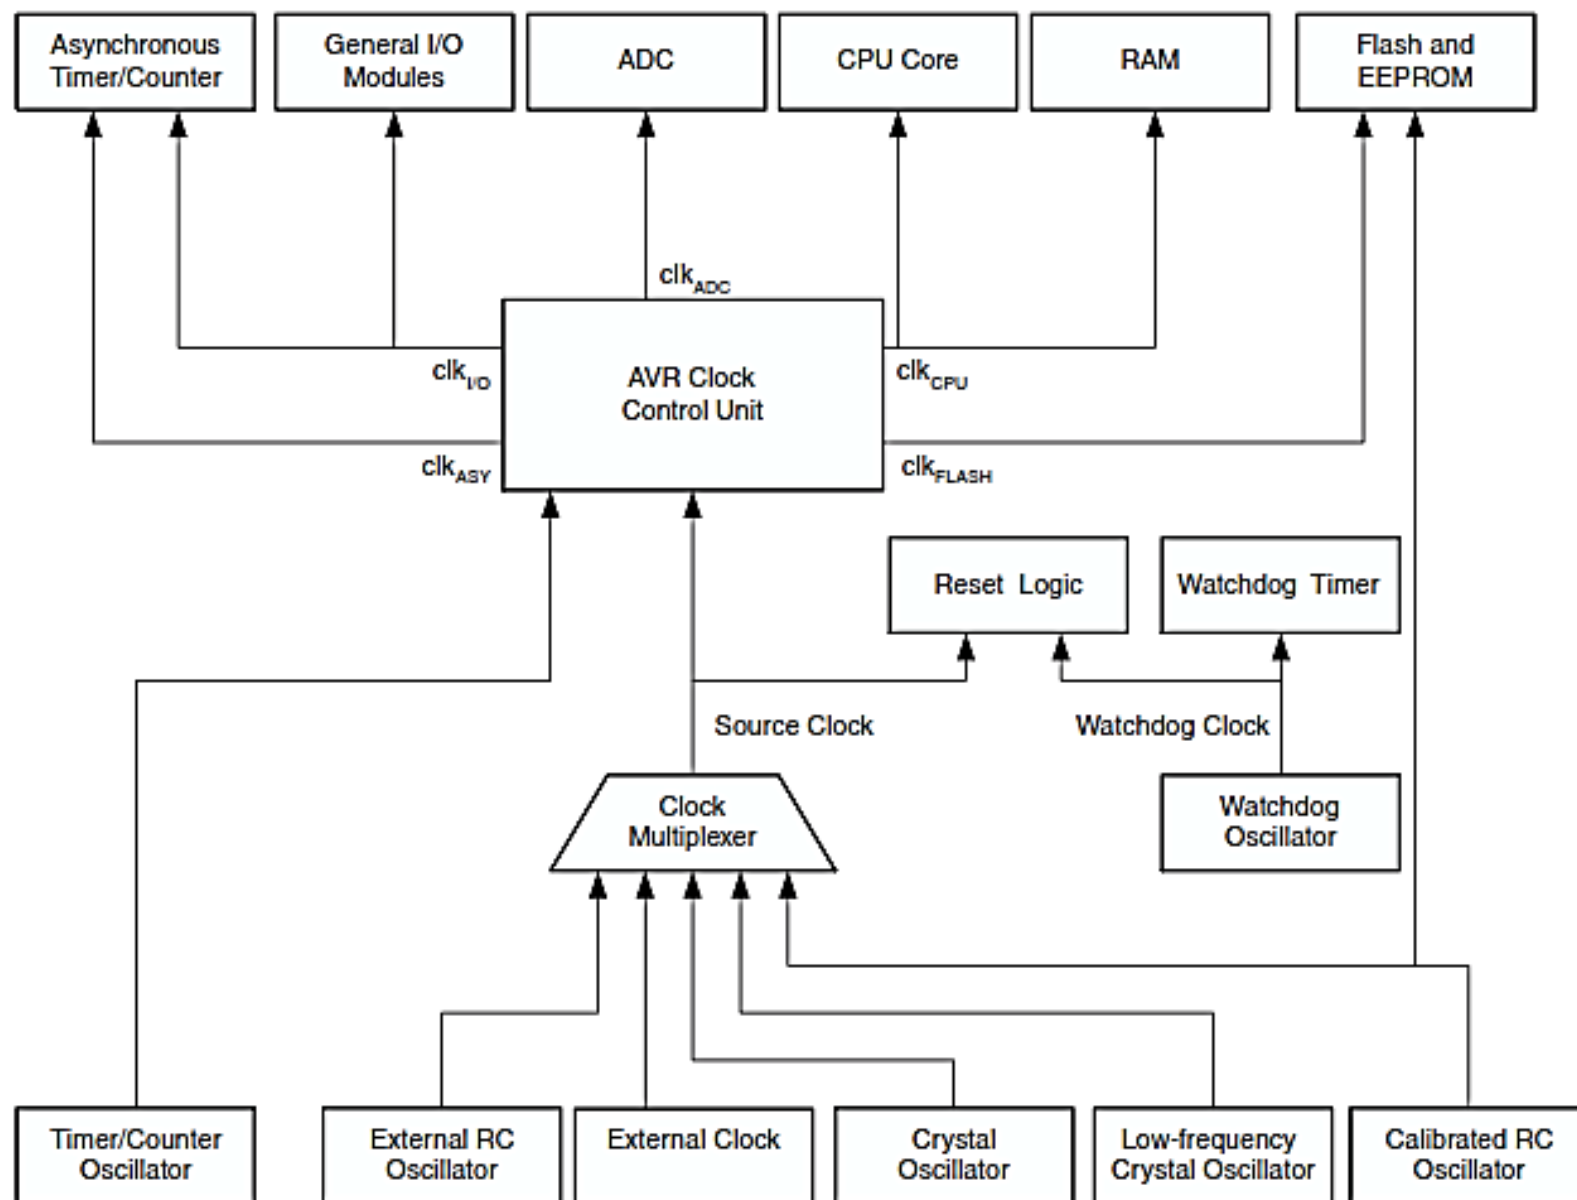 Asynchronous
Timer/Counter
General I/O
Modules
ADC
CPU Core
RAM
Flash and
EEPROM
clkADC
clkI/O
clkCPU
AVR Clock
Control Unit
clkASY
clkFLASH
Reset Logic
Watchdog Timer
Source Clock
Watchdog Clock
Clock
Multiplexer
Watchdog
Oscillator
Timer/Counter
Oscillator
External RC
Oscillator
External Clock
Crystal
Oscillator
Low-frequency
Crystal Oscillator
Calibrated RC
Oscillator